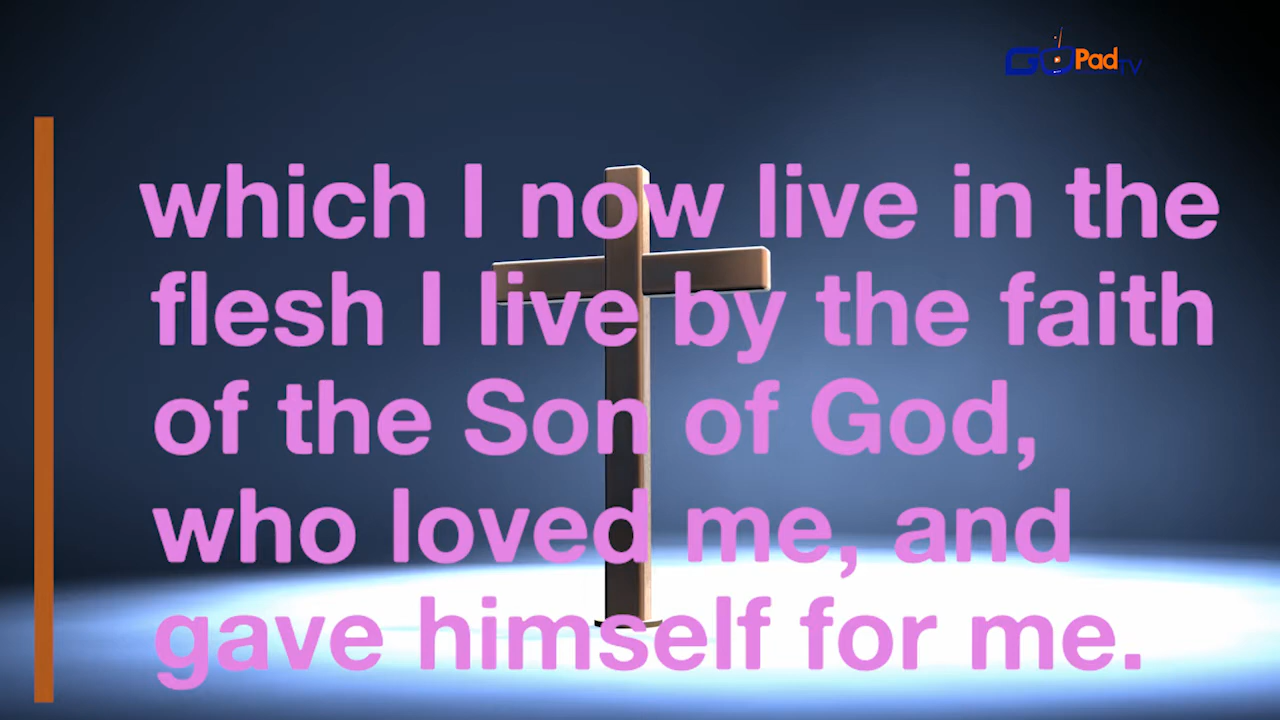 GOPad TV
which I now live in the
flesh I live by the faith
of the Son of God,
who loved me, and
gave himself for me.